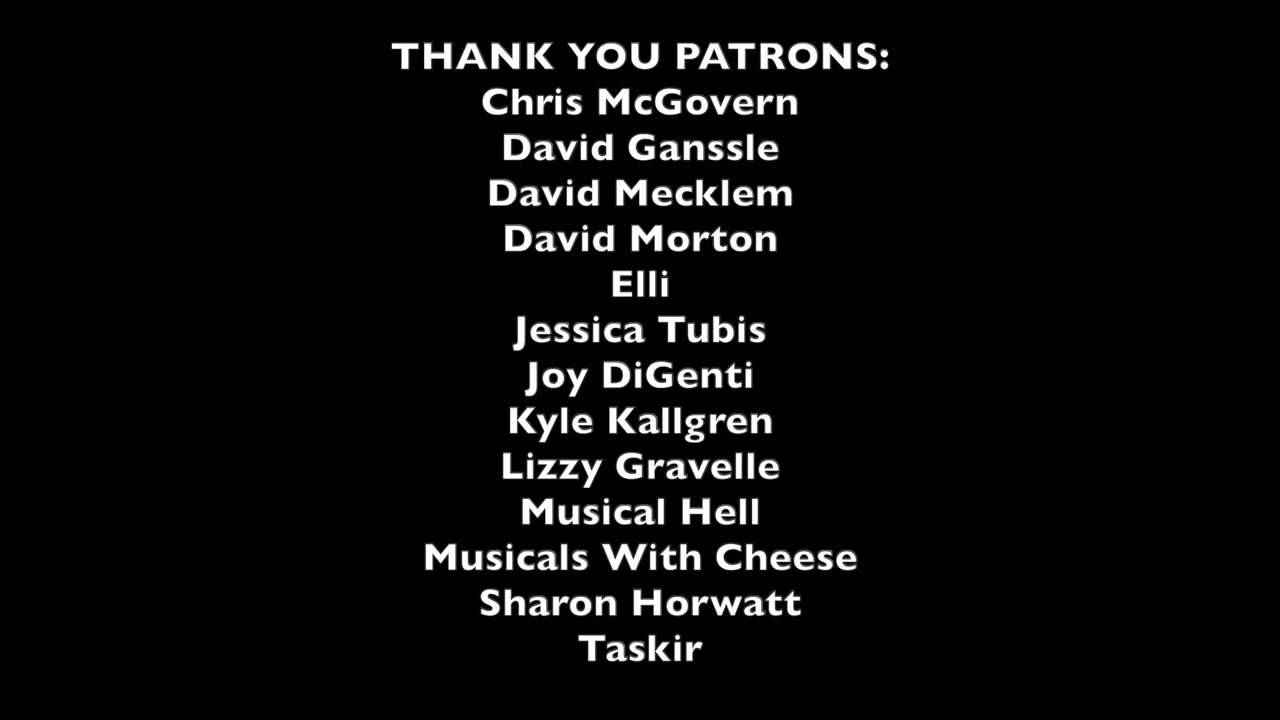 THANK YOU PATRONS:
Chris McGovern
David Ganssle
David Mecklem
David Morton
Elli
Jessica Tubis
Joy DiGenti
Kyle Kallgren
Lizzy Gravelle
Musical Hell
Musicals With Cheese
Sharon Horwatt
Taskir